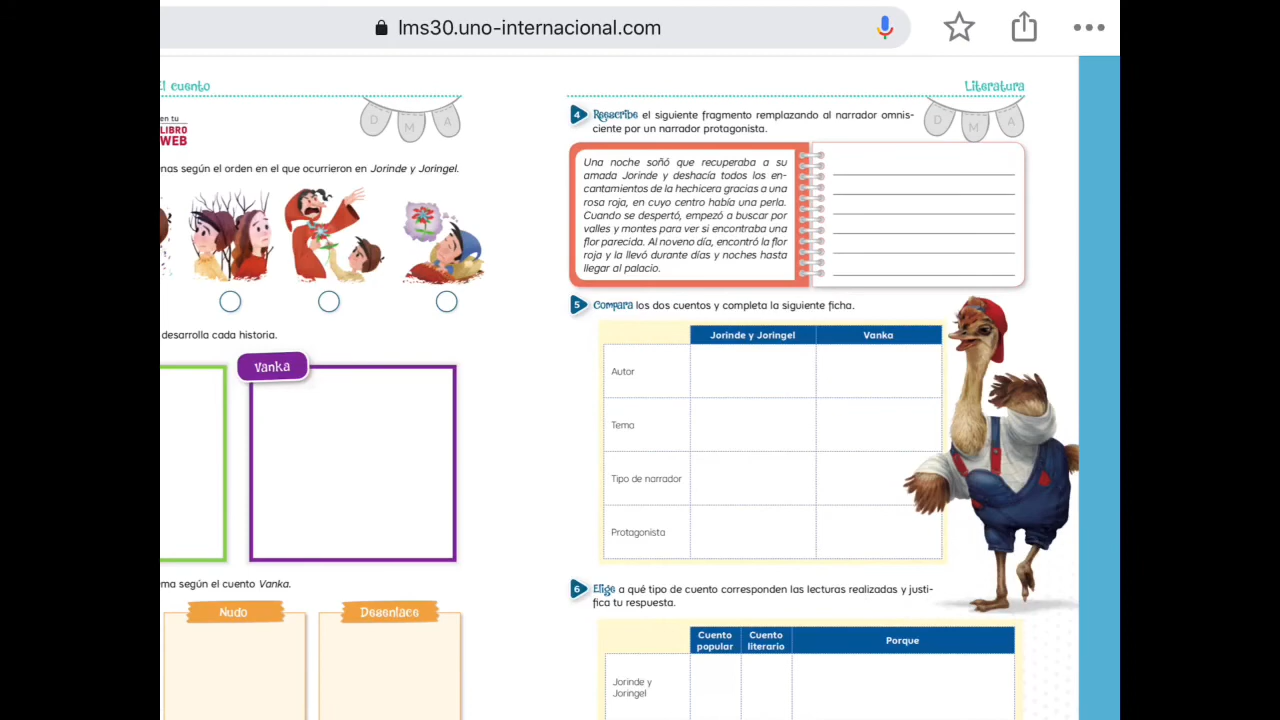 lms30.uno-internacional.com
El cuento
en tu
LIBRO
WEB
nas según el orden en el que ocurrieron en Jorinde y Joringel.
D M A
desarrolla cada historia.
Vanka
ma según el cuento Vanka.
Nudo
Desenlace
Literatura
D M A
4 Reescribe el siguiente fragmento remplazando al narrador omnis-
ciente por un narrador protagonista.
Una noche soñó que recuperaba a su
amada Jorinde y deshacía todos los en-
cantamientos de la hechicera gracias a una
rosa roja, en cuyo centro había una perla.
Cuando se despertó, empezó a buscar por
valles y montes para ver si encontraba una
flor parecida. Al noveno día, encontró la flor
roja y la llevó durante días y noches hasta
llegar al palacio.
5 Compara los dos cuentos y completa la siguiente ficha.
Jorinde y Joringel
Vanka
Autor
Tema
Tipo de narrador
Protagonista
6 Elige a qué tipo de cuento corresponden las lecturas realizadas y justi-
fica tu respuesta.
Cuento
popular
Cuento
literario
Porque
Jorinde y
Joringel